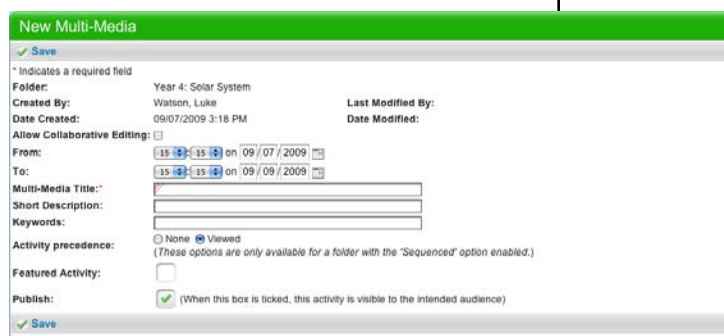 New Multi-Media
Save
* Indicates a required field
Folder: Year 4: Solar System
Created By: Watson, Luke Last Modified By:
Date Created: 09/07/2009 3:18 PM Date Modified:
Allow Collaborative Editing:
From: 15 : 15 on 09 / 07 / 2009
To: 15 : 15 on 09 / 09 / 2009
Multi-Media Title:*
Short Description:
Keywords:
Activity precedence: None Viewed
(These options are only available for a folder with the 'Sequenced' option enabled.)
Featured Activity:
Publish: (When this box is ticked, this activity is visible to the intended audience)
Save